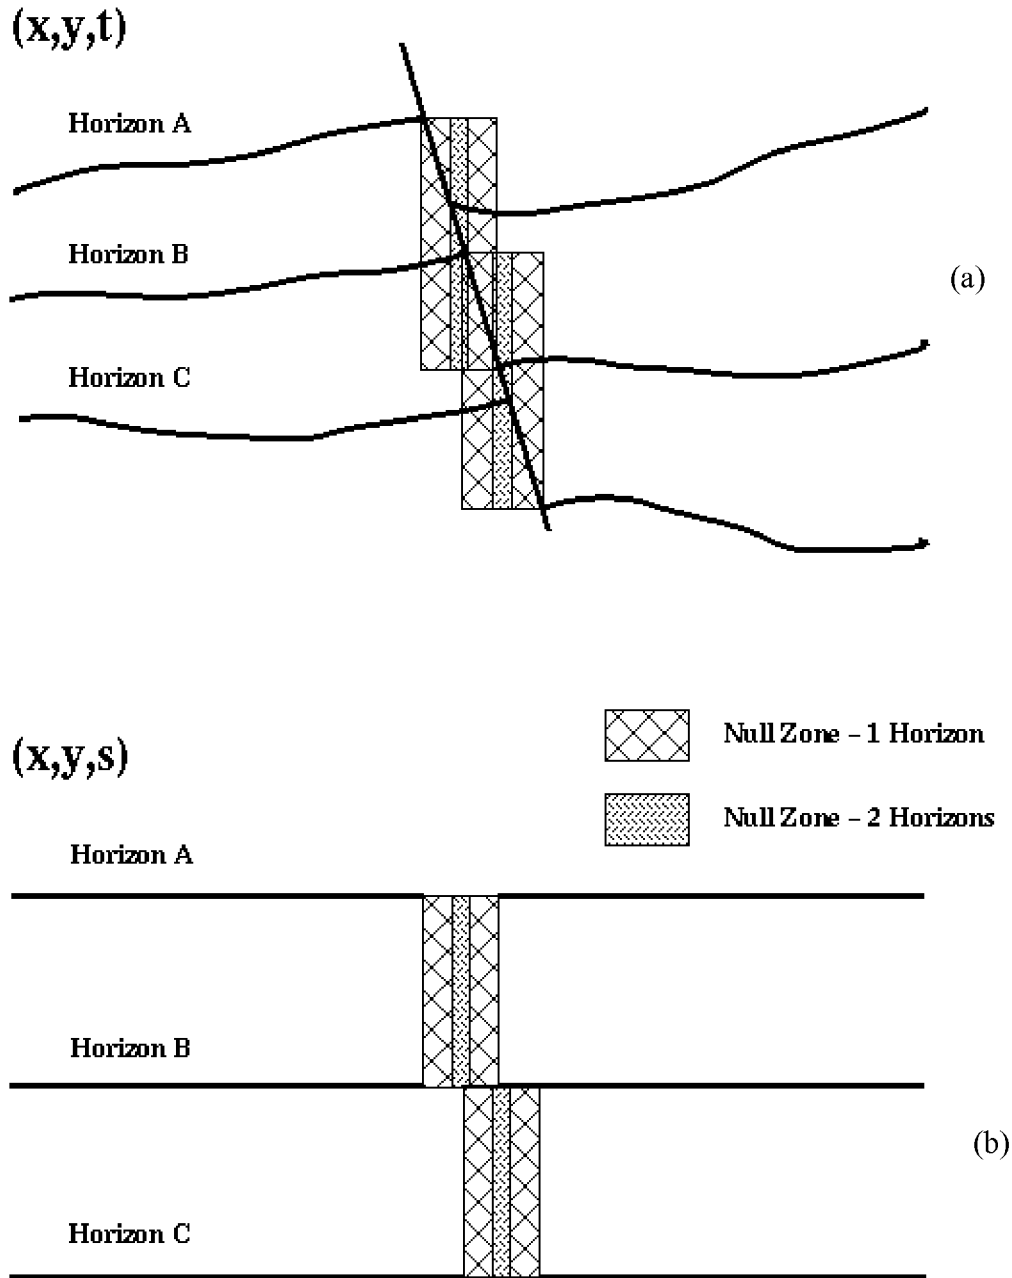 (x,y,t)
Horizon A
Horizon B
(a)
Horizon C
Null Zone – 1 Horizon
(x,y,s)
Null Zone – 2 Horizons
Horizon A
Horizon B
(b)
Horizon C